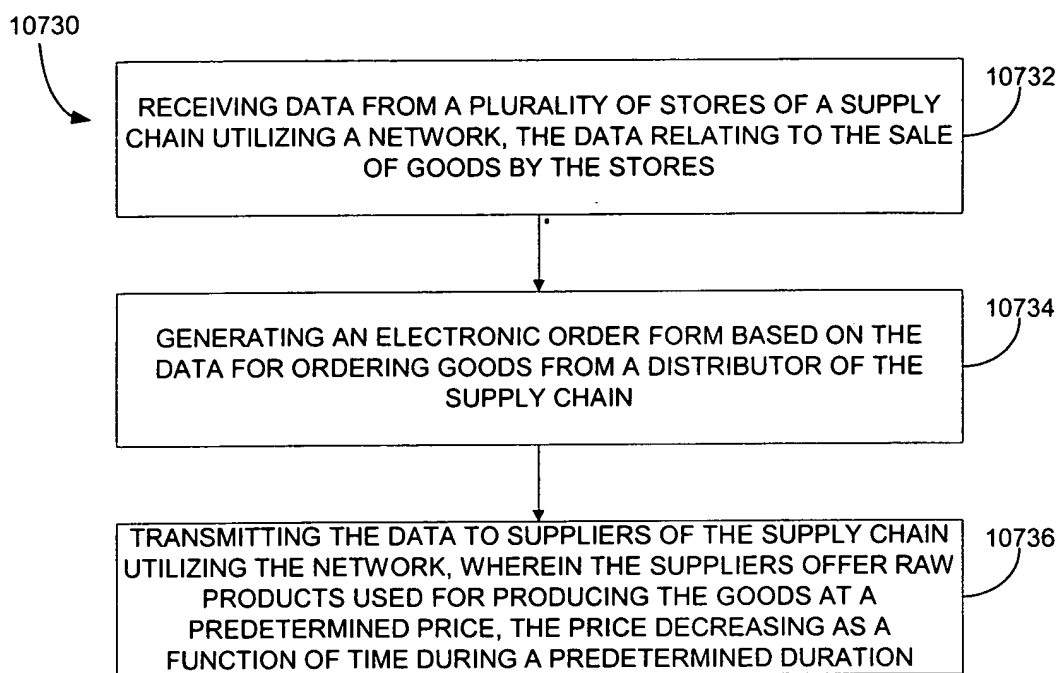 10730
10732
RECEIVING DATA FROM A PLURALITY OF STORES OF A SUPPLY
CHAIN UTILIZING A NETWORK, THE DATA RELATING TO THE SALE
OF GOODS BY THE STORES
10734
GENERATING AN ELECTRONIC ORDER FORM BASED ON THE
DATA FOR ORDERING GOODS FROM A DISTRIBUTOR OF THE
SUPPLY CHAIN
10736
TRANSMITTING THE DATA TO SUPPLIERS OF THE SUPPLY CHAIN
UTILIZING THE NETWORK, WHEREIN THE SUPPLIERS OFFER RAW
PRODUCTS USED FOR PRODUCING THE GOODS AT A
PREDETERMINED PRICE, THE PRICE DECREASING AS A
FUNCTION OF TIME DURING A PREDETERMINED DURATION